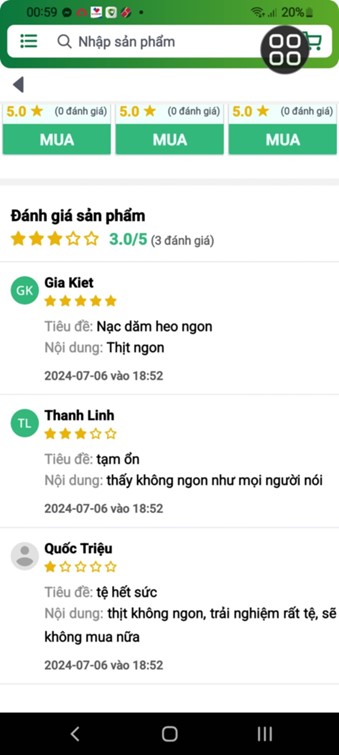 00:59
20%
Nhập sản phẩm
5.0 (0 đánh giá) 5.0 (0 đánh giá) 5.0 (0 đánh giá)
MUA MUA MUA
Đánh giá sản phẩm
3.0/5 (3 đánh giá)
GK Gia Kiet
Tiêu đề: Nạc dăm heo ngon
Nội dung: Thịt ngon
2024-07-06 vào 18:52
TL Thanh Linh
Tiêu đề: tạm ổn
Nội dung: thấy không ngon như mọi người nói
2024-07-06 vào 18:52
Quốc Triệu
Tiêu đề: tệ hết sức
Nội dung: thịt không ngon, trải nghiệm rất tệ, sẽ
không mua nữa
2024-07-06 vào 18:52